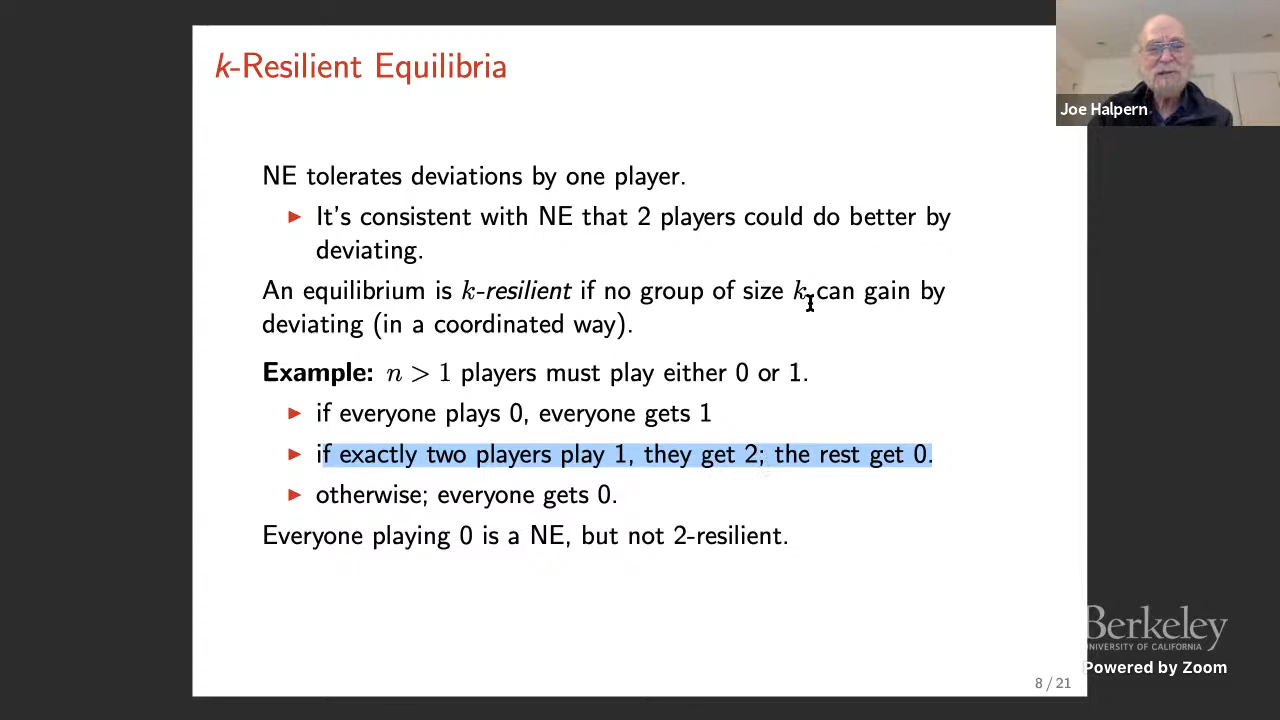 k-Resilient Equilibria
Joe Halpern
NE tolerates deviations by one player.
▶ It's consistent with NE that 2 players could do better by
deviating.
An equilibrium is k-resilient if no group of size k can gain by
deviating (in a coordinated way).
Example: n > 1 players must play either 0 or 1.
▶ if everyone plays 0, everyone gets 1
▶ if exactly two players play 1, they get 2; the rest get 0.
▶ otherwise; everyone gets 0.
Everyone playing 0 is a NE, but not 2-resilient.
Berkeley
UNIVERSITY OF CALIFORNIA
Powered by Zoom
8 / 21